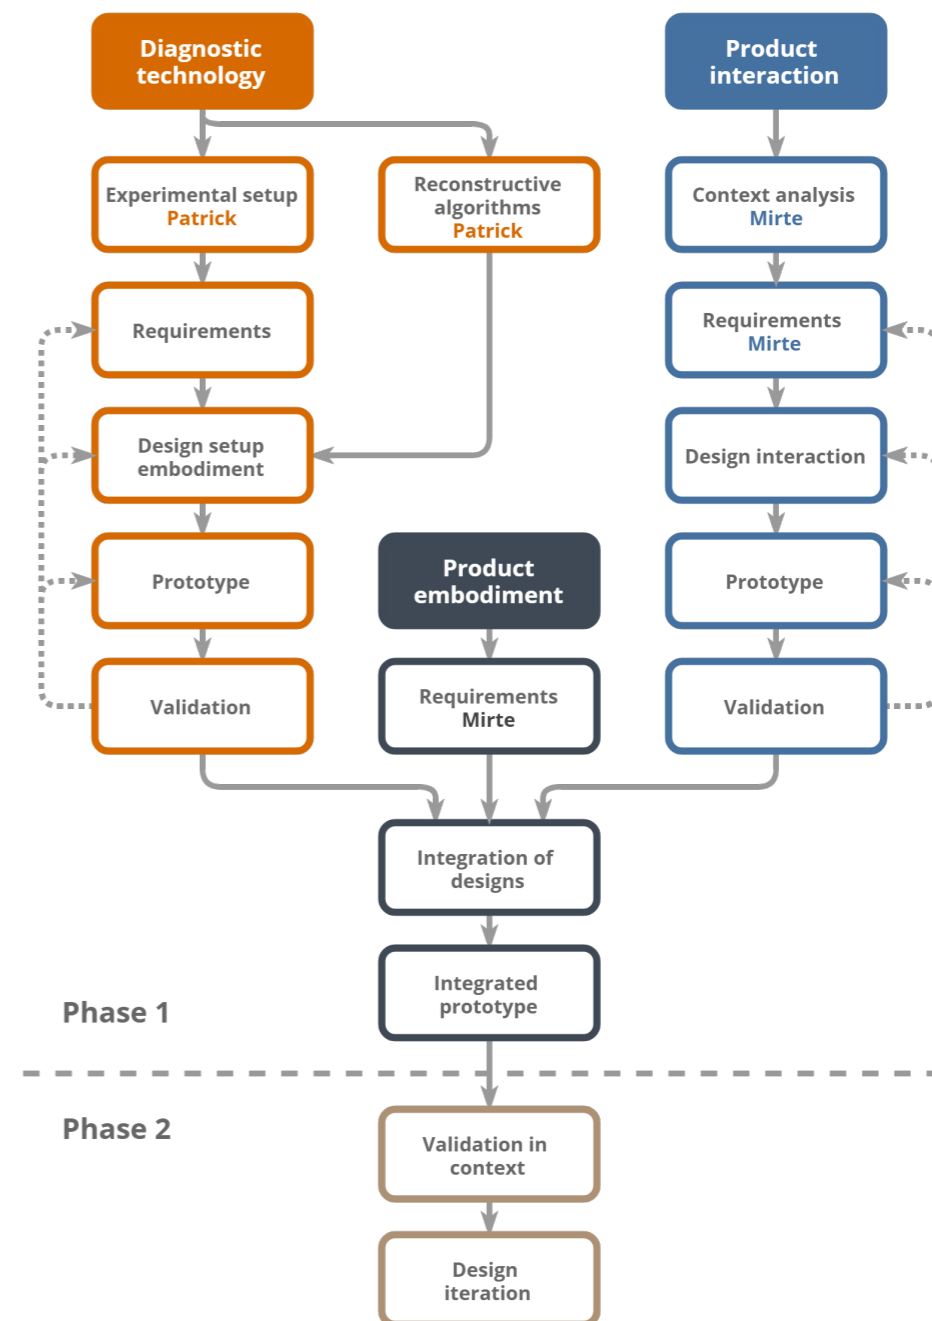 Diagnostic
technology
Product
interaction
Experimental setup
Patrick
Reconstructive
algorithms
Patrick
Context analysis
Mirte
Requirements
Requirements
Mirte
Design setup
embodiment
Design interaction
Prototype
Product
embodiment
Prototype
Validation
Requirements
Mirte
Validation
Integration of
designs
Integrated
prototype
Phase 1
Phase 2
Validation in
context
Design
iteration